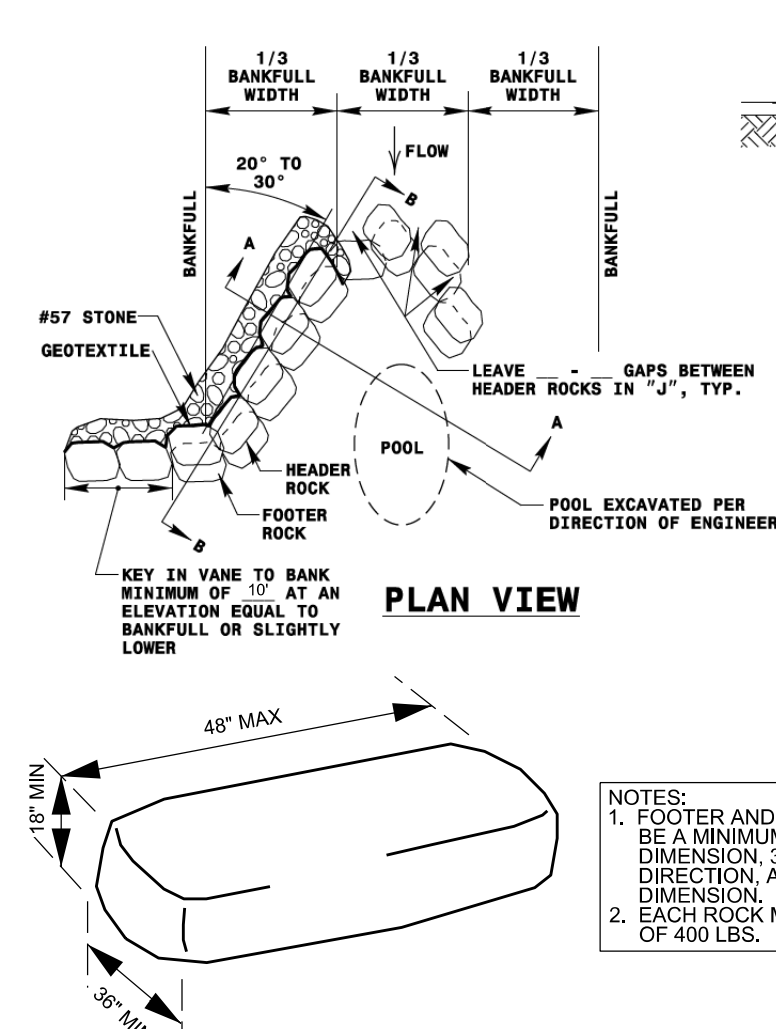 1/3
BANKFULL
WIDTH
1/3
BANKFULL
WIDTH
1/3
BANKFULL
WIDTH
FLOW
20° TO
30°
B
BANKFULL
BANKFULL
A
#57 STONE
GEOTEXTILE
LEAVE __ - __ GAPS BETWEEN
HEADER ROCKS IN "J", TYP.
A
POOL
HEADER
ROCK
FOOTER
ROCK
POOL EXCAVATED PER
DIRECTION OF ENGINEER
B
KEY IN VANE TO BANK
MINIMUM OF 10' AT AN
ELEVATION EQUAL TO
BANKFULL OR SLIGHTLY
LOWER
PLAN VIEW
48" MAX
18" MIN
36" MIN
NOTES:
1. FOOTER AND
BE A MINIMUM
DIMENSION, 3
DIRECTION, A
DIMENSION.
2. EACH ROCK M
OF 400 LBS.